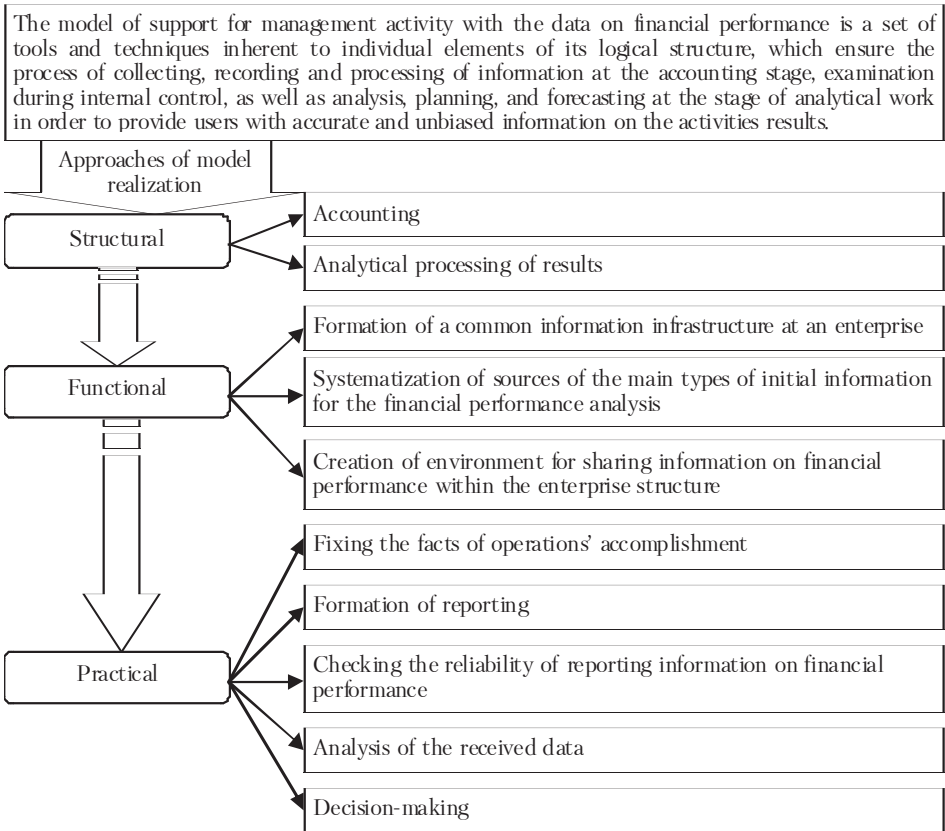 The model of support for management activity with the data on financial performance is a set of
tools and techniques inherent to individual elements of its logical structure, which ensure the
process of collecting, recording and processing of information at the accounting stage, examination
during internal control, as well as analysis, planning, and forecasting at the stage of analytical work
in order to provide users with accurate and unbiased information on the activities results.
Approaches of model
realization
Structural
Accounting
Analytical processing of results
Functional
Formation of a common information infrastructure at an enterprise
Systematization of sources of the main types of initial information
for the financial performance analysis
Creation of environment for sharing information on financial
performance within the enterprise structure
Practical
Fixing the facts of operations’ accomplishment
Formation of reporting
Checking the reliability of reporting information on financial
performance
Analysis of the received data
Decision-making